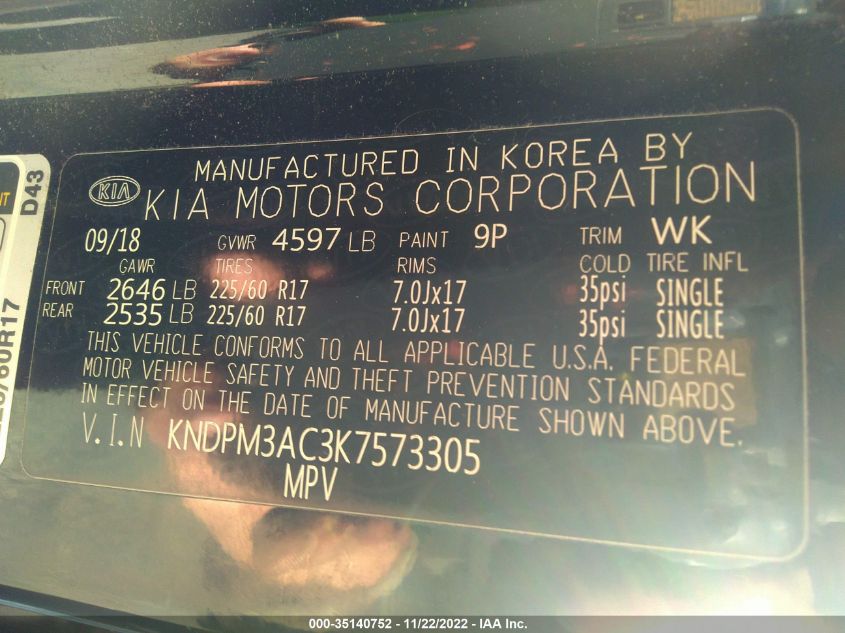 MANUFACTURED IN KOREA BY
KIA KIA MOTORS CORPORATION
09/18 GVWR 4597 LB PAINT 9P TRIM WK
GAWR TIRES RIMS COLD TIRE INFL
FRONT 2646 LB 225/60 R17 7.0Jx17 35psi SINGLE
REAR 2535 LB 225/60 R17 7.0Jx17 35psi SINGLE
THIS VEHICLE CONFORMS TO ALL APPLICABLE U.S.A. FEDERAL
MOTOR VEHICLE SAFETY AND THEFT PREVENTION STANDARDS
IN EFFECT ON THE DATE OF MANUFACTURE SHOWN ABOVE.
V.I.N KNDPM3AC3K7573305
MPV
D43
000-35140752 - 11/22/2022 - IAA Inc.